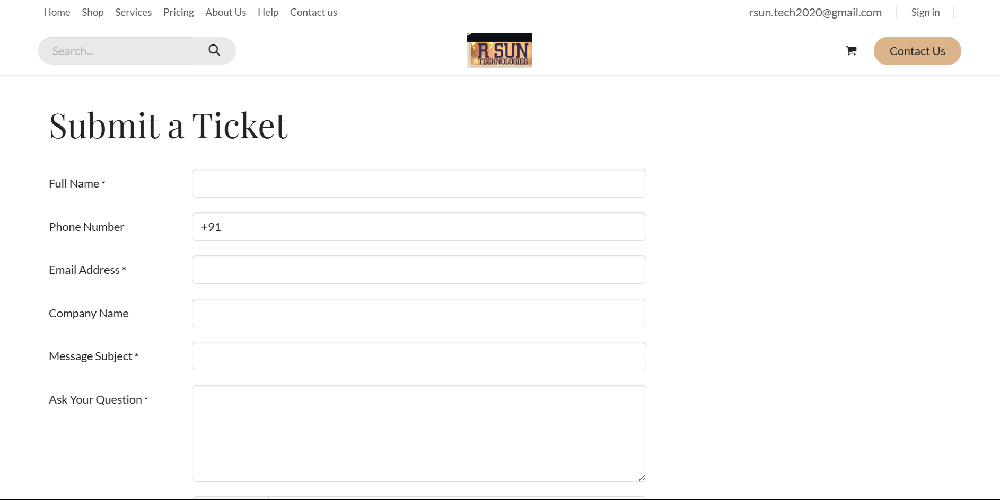 Home Shop Services Pricing About Us Help Contact us rsun.tech2020@gmail.com Sign in
Search... R SUN TECHNOLOGIES Contact Us
Submit a Ticket
Full Name *
Phone Number +91
Email Address *
Company Name
Message Subject *
Ask Your Question *